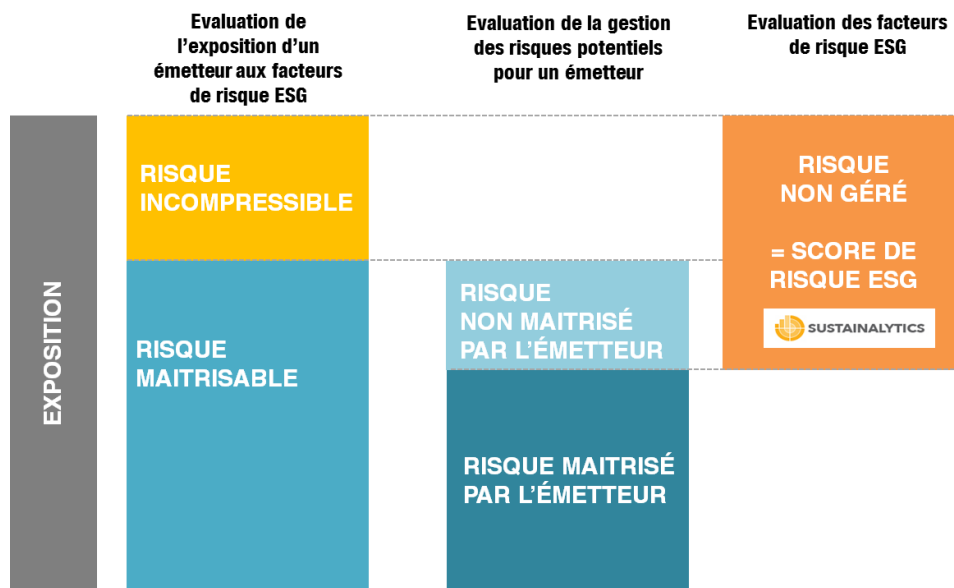 Evaluation de
l'exposition d'un
émetteur aux facteurs
de risque ESG
Evaluation de la gestion
des risques potentiels
pour un émetteur
Evaluation des facteurs
de risque ESG
EXPOSITION
RISQUE
INCOMPRESSIBLE
RISQUE
MAITRISABLE
RISQUE
NON MAITRISÉ
PAR L'ÉMETTEUR
RISQUE MAITRISÉ
PAR L'ÉMETTEUR
RISQUE
NON GÉRÉ
= SCORE DE
RISQUE ESG
SUSTAINALYTICS